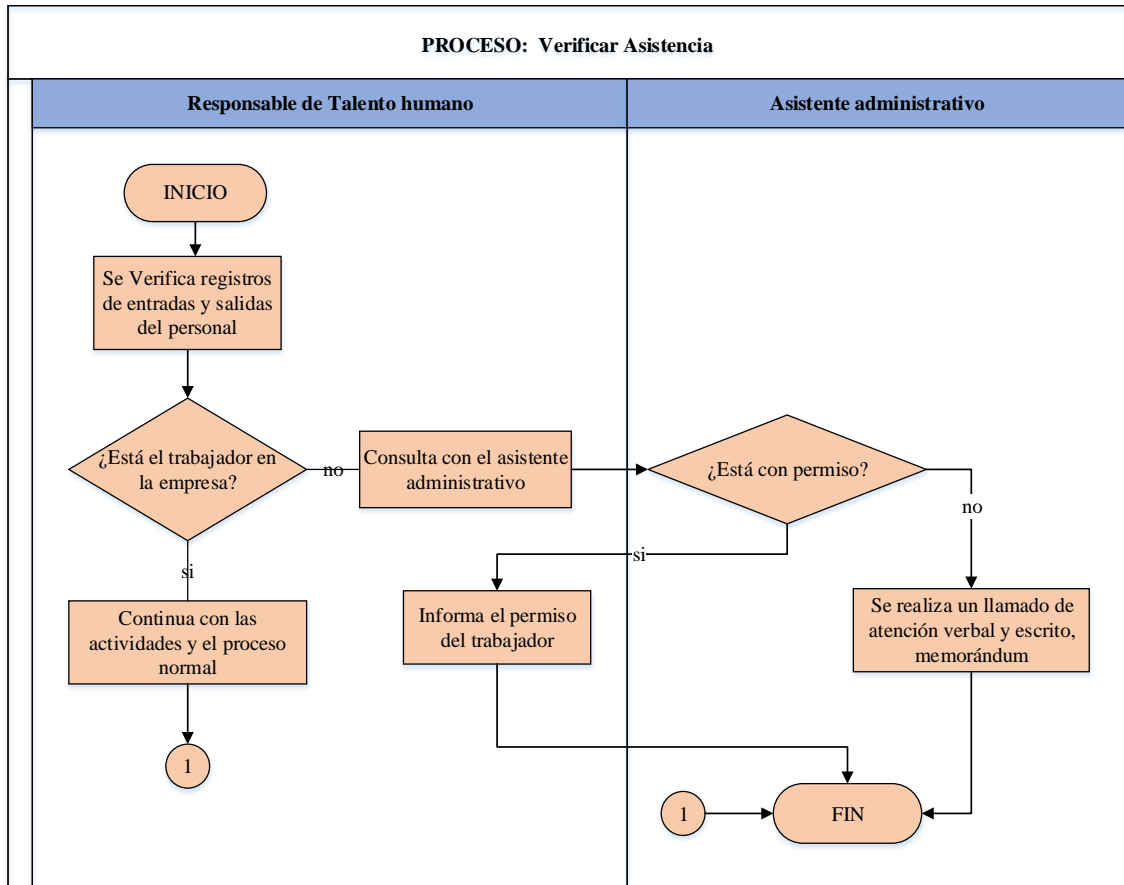 PROCESO: Verificar Asistencia
Responsable de Talento humano
Asistente administrativo
INICIO
Se Verifica registros
de entradas y salidas
del personal
¿Está el trabajador en
la empresa?
no
Consulta con el asistente
administrativo
¿Está con permiso?
no
si
si
Continua con las
actividades y el proceso
normal
Informa el permiso
del trabajador
Se realiza un llamado de
atención verbal y escrito,
memorándum
1
1
FIN